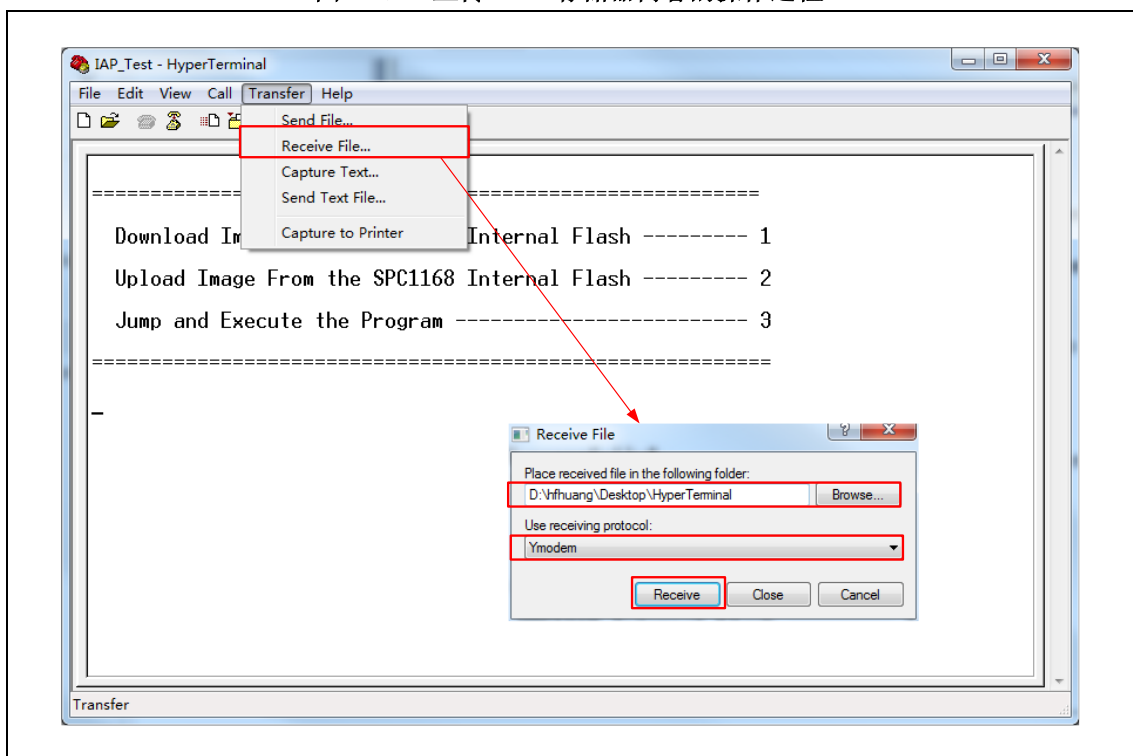 IAP_Test - HyperTerminal
File Edit View Call Transfer Help
Send File...
Receive File...
Capture Text...
Send Text File...
Capture to Printer
==========================================================
Download Im Internal Flash --------- 1
Upload Image From the SPC1168 Internal Flash --------- 2
Jump and Execute the Program ------------------------- 3
==========================================================
Receive File
Place received file in the following folder:
D:\hfhuang\Desktop\HyperTerminal Browse...
Use receiving protocol:
Ymodem
Receive Close Cancel
Transfer